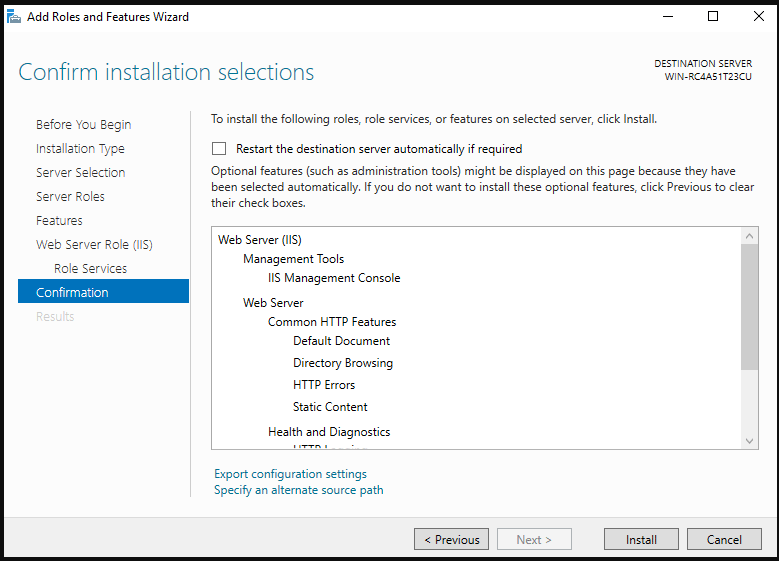 Add Roles and Features Wizard
Confirm installation selections
DESTINATION SERVER
WIN-RC4A51T23CU
Before You Begin
Installation Type
Server Selection
Server Roles
Features
Web Server Role (IIS)
Role Services
Confirmation
Results
To install the following roles, role services, or features on selected server, click Install.
Restart the destination server automatically if required
Optional features (such as administration tools) might be displayed on this page because they have
been selected automatically. If you do not want to install these optional features, click Previous to clear
their check boxes.
Web Server (IIS)
Management Tools
IIS Management Console
Web Server
Common HTTP Features
Default Document
Directory Browsing
HTTP Errors
Static Content
Health and Diagnostics
Export configuration settings
Specify an alternate source path
< Previous
Next >
Install
Cancel